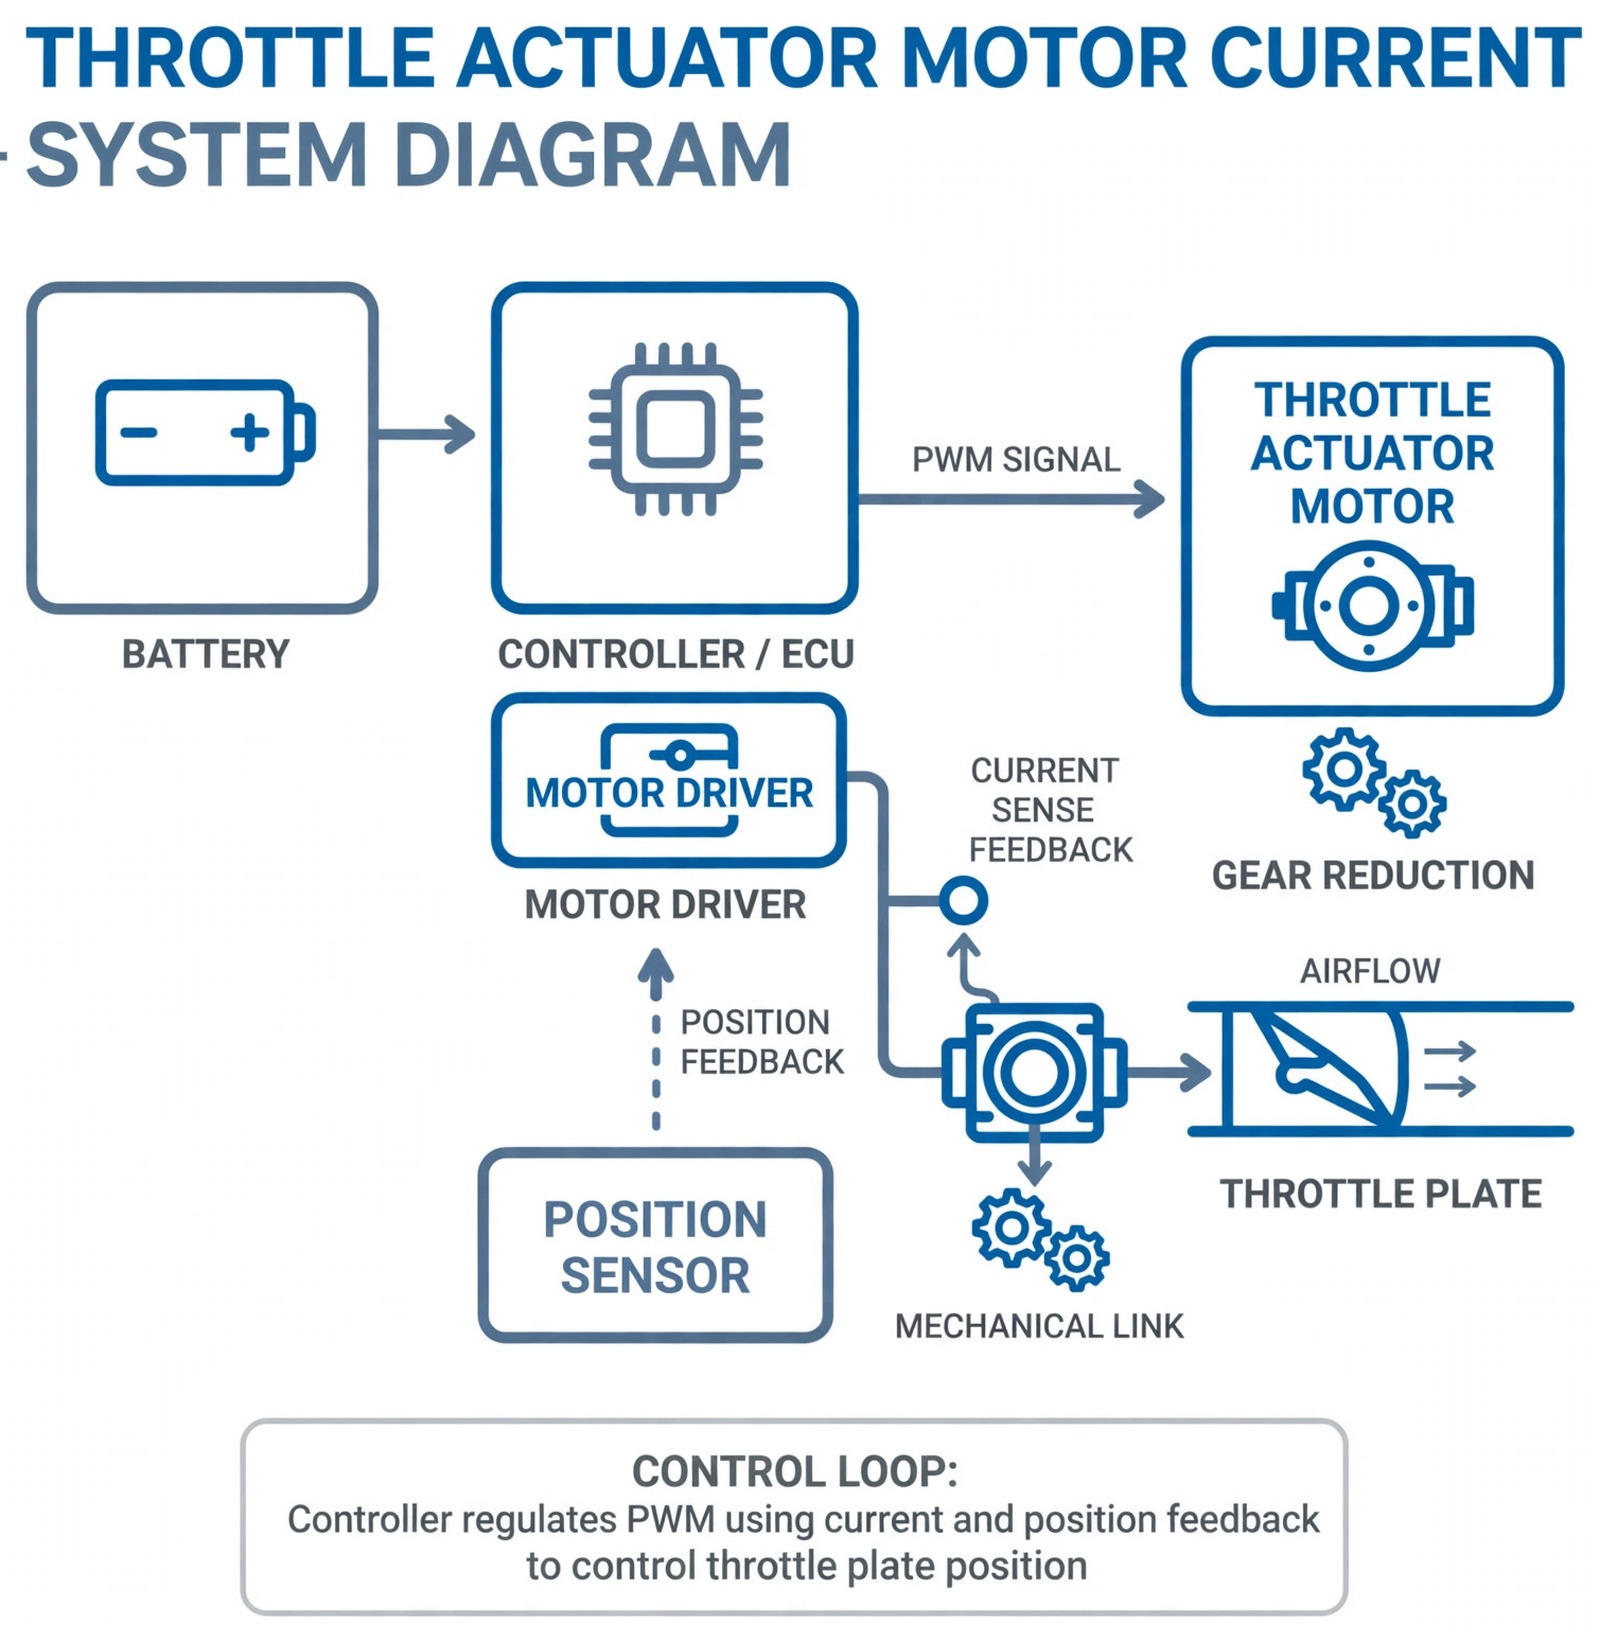 THROTTLE ACTUATOR MOTOR CURRENT
- SYSTEM DIAGRAM
BATTERY
CONTROLLER / ECU
PWM SIGNAL
THROTTLE
ACTUATOR
MOTOR
MOTOR DRIVER
MOTOR DRIVER
CURRENT
SENSE
FEEDBACK
GEAR REDUCTION
POSITION
FEEDBACK
AIRFLOW
THROTTLE PLATE
POSITION
SENSOR
MECHANICAL LINK
CONTROL LOOP:
Controller regulates PWM using current and position feedback
to control throttle plate position